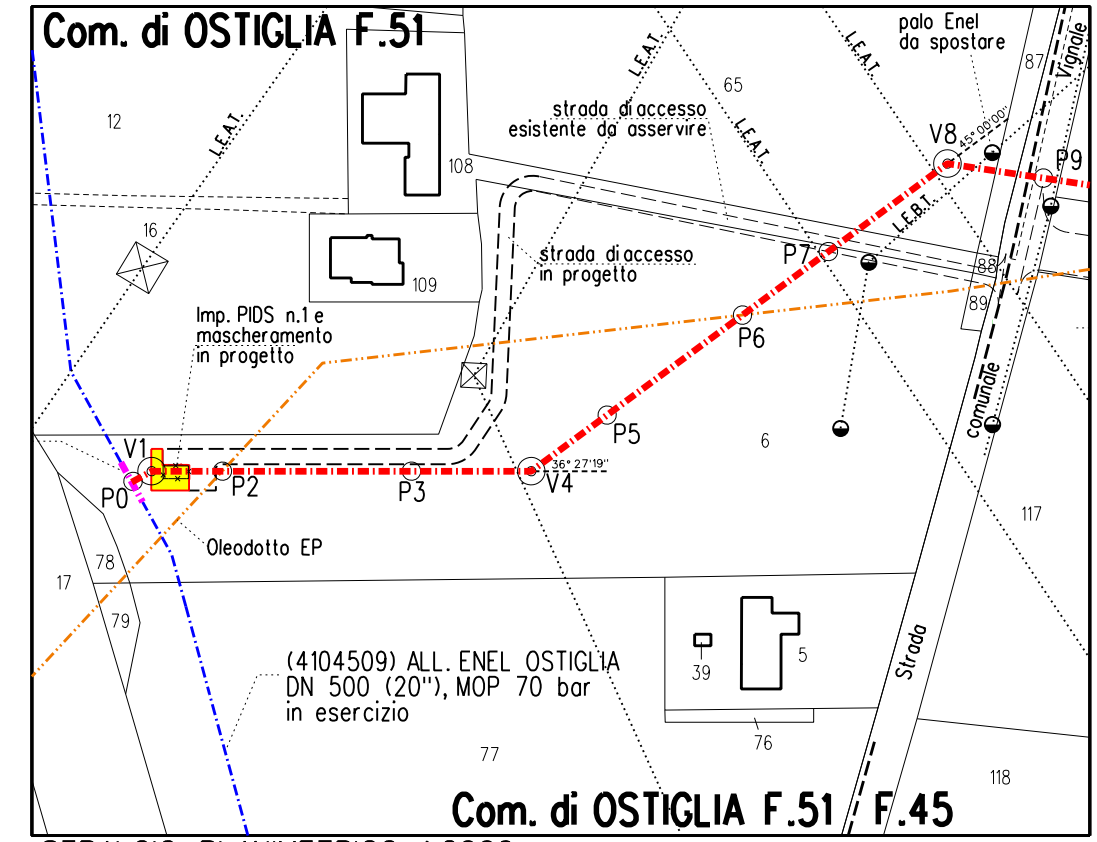 Com. di OSTIGLIA F.51
palo Enel
da spostare
Vignale
87
12
L.E.A.T.
L.E.A.T.
L.E.A.T.
L.E.A.T.
65
strada di accesso
esistente da asservire
V8
45° 00'00"
P9
108
16
L.E.B.T.
strada di accesso
in progetto
P7
88
109
89
Imp. PIDS n.1 e
mascheramento
in progetto
P6
comunale
P5
6
V1
36° 27'19"
P0
P2
P3
V4
117
Oleodotto EP
78
17
79
(4104509) ALL. ENEL OSTIGLIA
DN 500 (20"), MOP 70 bar
in esercizio
39
5
Strada
76
77
118
Com. di OSTIGLIA F.51
F.45